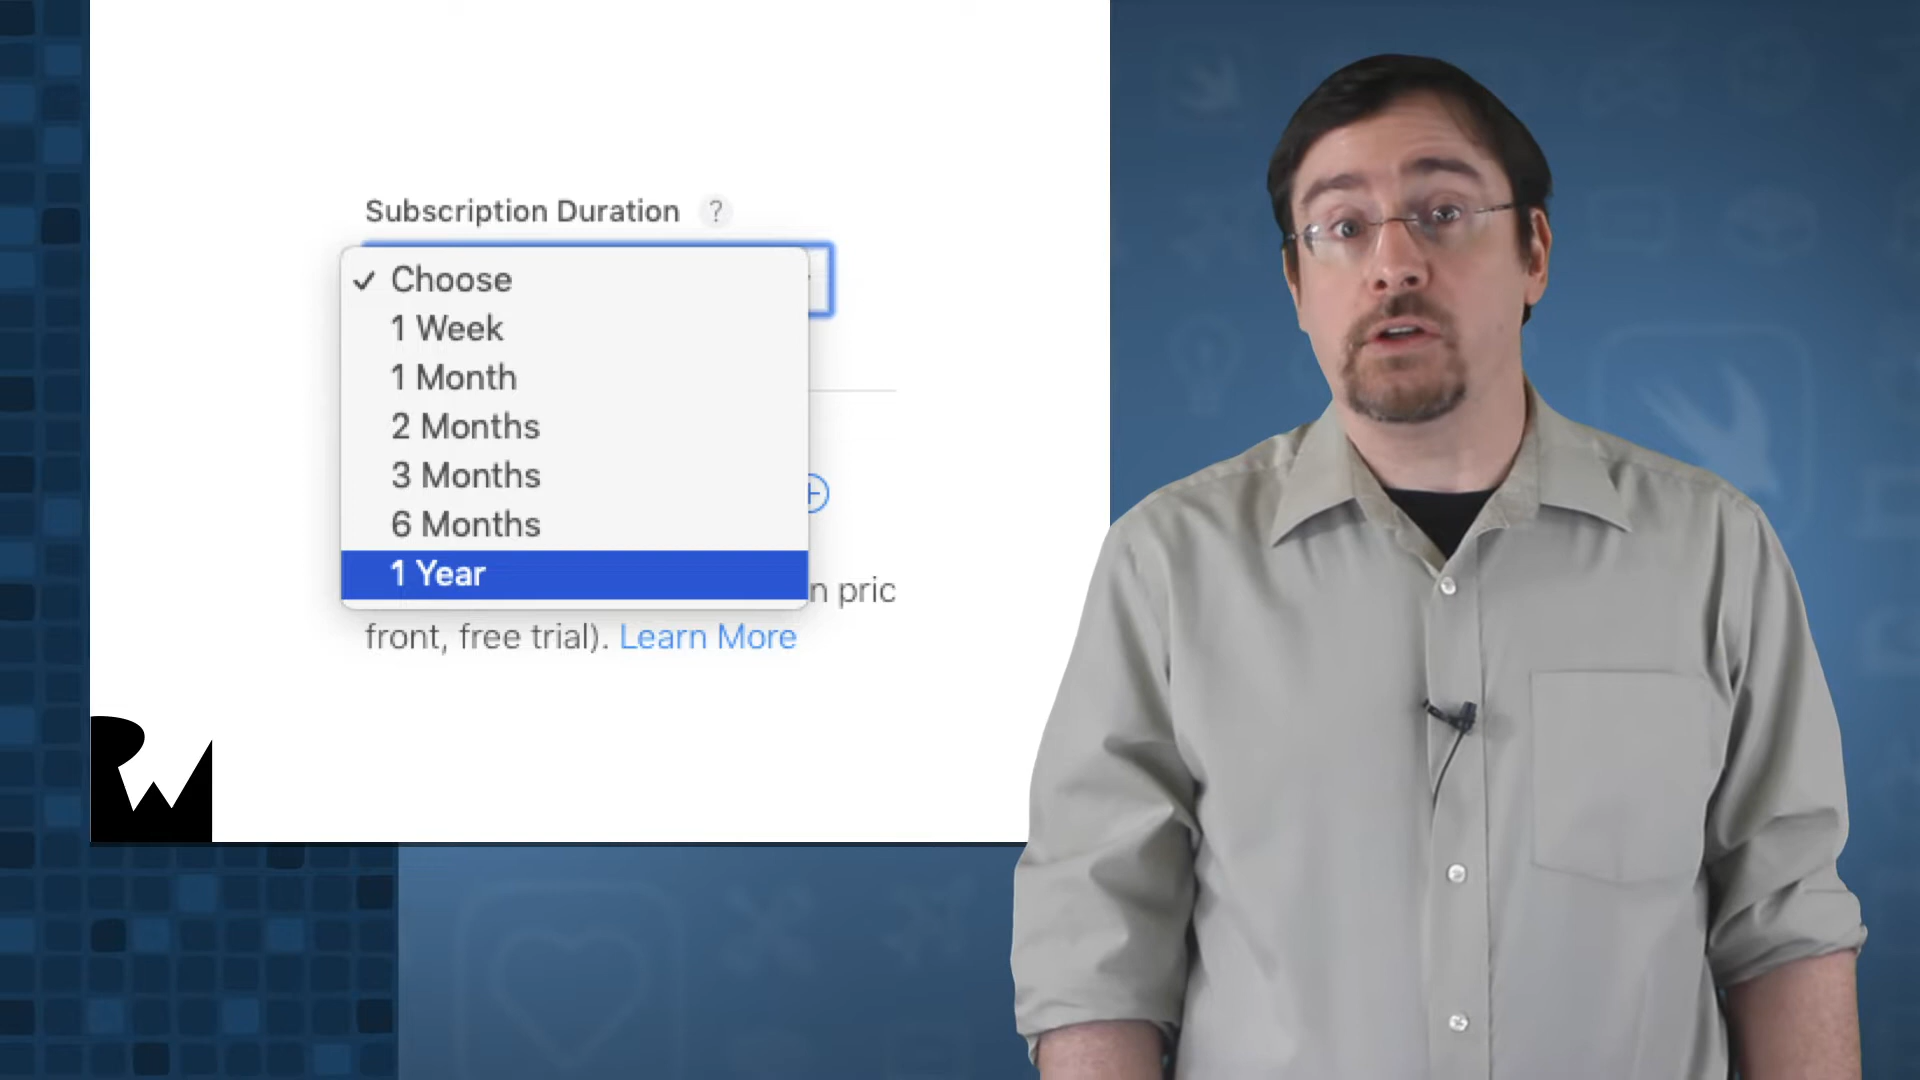 Subscription Duration ?
✓ Choose
1 Week
1 Month
2 Months
3 Months
6 Months
1 Year
n pric
front, free trial). Learn More
RW